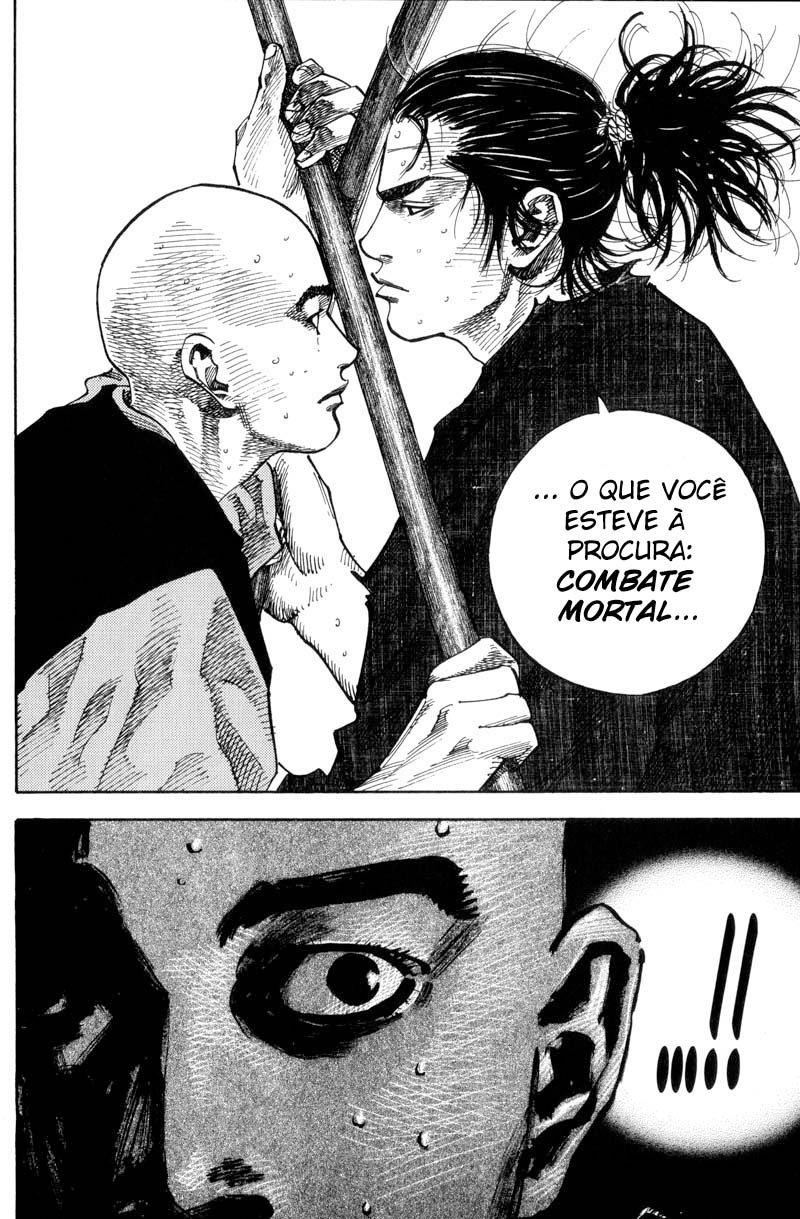 ... O QUE VOCÊ
ESTEVE À
PROCURA:
COMBATE
MORTAL...
.....!!